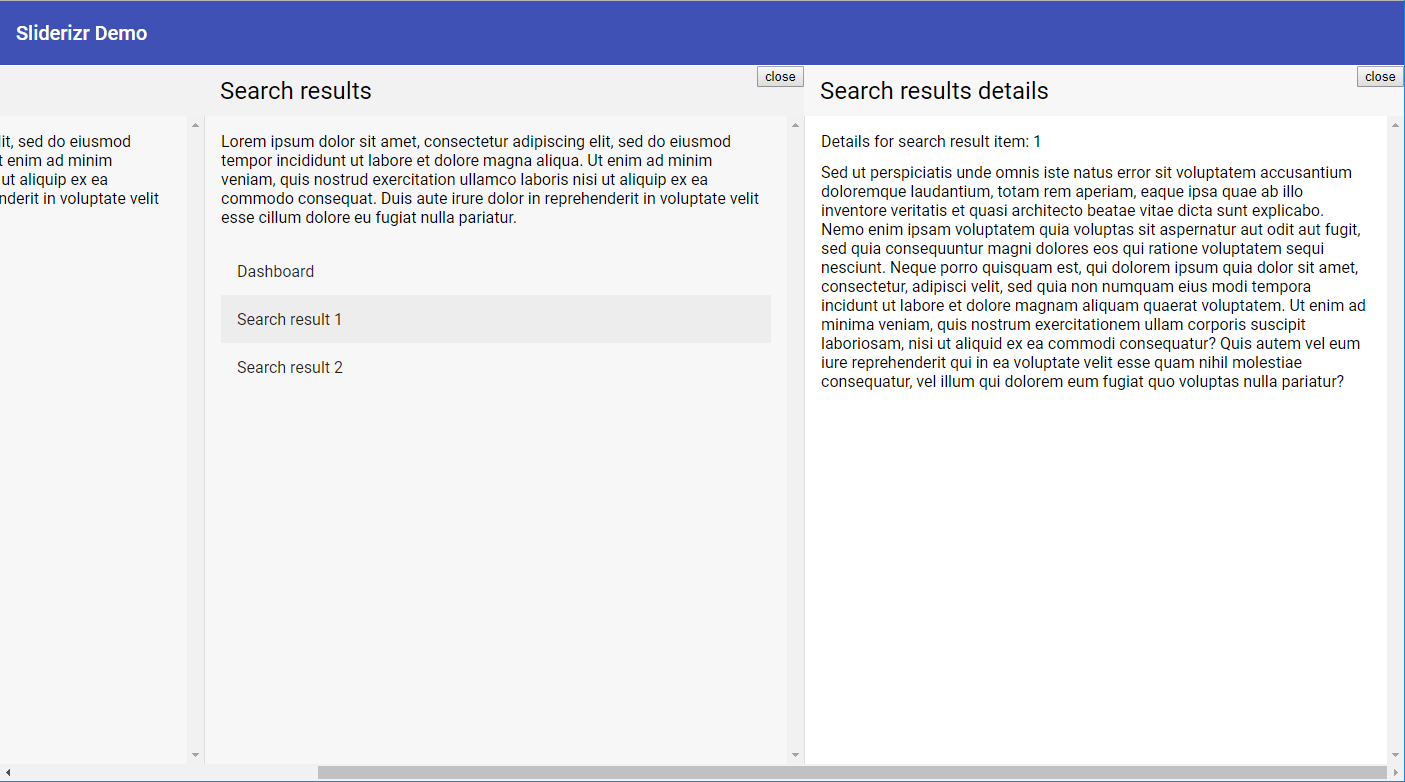 Sliderizr Demo
lit, sed do eiusmod
t enim ad minim
ut aliquip ex ea
nderit in voluptate velit
Search results
close
Lorem ipsum dolor sit amet, consectetur adipiscing elit, sed do eiusmod
tempor incididunt ut labore et dolore magna aliqua. Ut enim ad minim
veniam, quis nostrud exercitation ullamco laboris nisi ut aliquip ex ea
commodo consequat. Duis aute irure dolor in reprehenderit in voluptate velit
esse cillum dolore eu fugiat nulla pariatur.
Dashboard
Search result 1
Search result 2
Search results details
close
Details for search result item: 1
Sed ut perspiciatis unde omnis iste natus error sit voluptatem accusantium
doloremque laudantium, totam rem aperiam, eaque ipsa quae ab illo
inventore veritatis et quasi architecto beatae vitae dicta sunt explicabo.
Nemo enim ipsam voluptatem quia voluptas sit aspernatur aut odit aut fugit,
sed quia consequuntur magni dolores eos qui ratione voluptatem sequi
nesciunt. Neque porro quisquam est, qui dolorem ipsum quia dolor sit amet,
consectetur, adipisci velit, sed quia non numquam eius modi tempora
incidunt ut labore et dolore magnam aliquam quaerat voluptatem. Ut enim ad
minima veniam, quis nostrum exercitationem ullam corporis suscipit
laboriosam, nisi ut aliquid ex ea commodi consequatur? Quis autem vel eum
iure reprehenderit qui in ea voluptate velit esse quam nihil molestiae
consequatur, vel illum qui dolorem eum fugiat quo voluptas nulla pariatur?